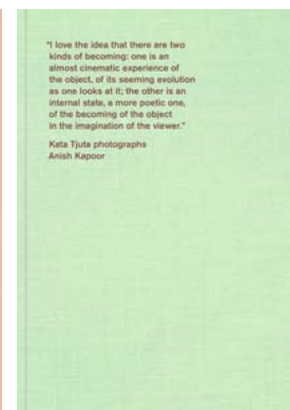 "I love the idea that there are two
kinds of becoming: one is an
almost cinematic experience of
the object, of its seeming evolution
as one looks at it; the other is an
internal state, a more poetic one,
of the becoming of the object
in the imagination of the viewer."
Kata Tjuta photographs
Anish Kapoor